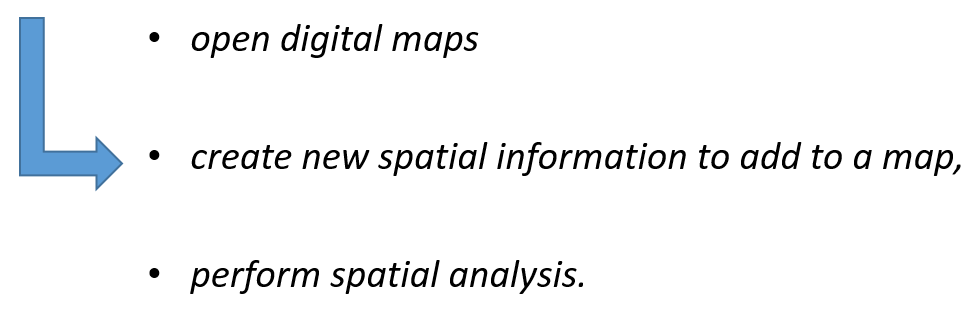 • open digital maps
• create new spatial information to add to a map,
• perform spatial analysis.